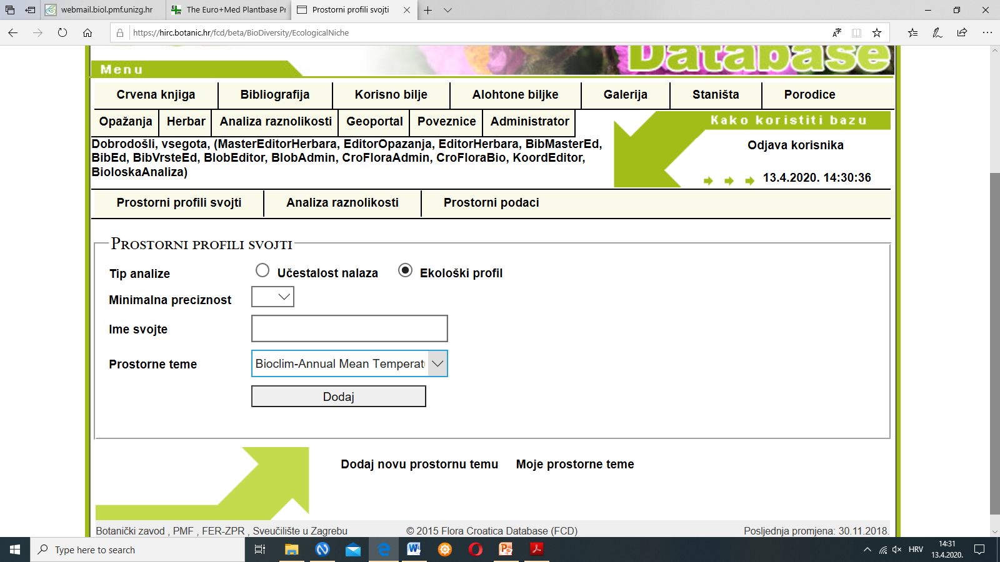 webmail.biol.pmf.unizg.hr
The Euro+Med Plantbase Pr
Prostorni profili svojti
https://hirc.botanic.hr/fcd/beta/BioDiversity/EcologicalNiche
Database
Menu
Crvena knjiga
Bibliografija
Korisno bilje
Alohtone biljke
Galerija
Staništa
Porodice
Opažanja
Herbar
Analiza raznolikosti
Geoportal
Poveznice
Administrator
Kako koristiti bazu
Dobrodošli, vsegota, (MasterEditorHerbara, EditorOpazanja, EditorHerbara, BibMasterEd,
BibEd, BibVrsteEd, BlobEditor, BlobAdmin, CroFloraAdmin, CroFloraBio, KoordEditor,
BioloskaAnaliza)
Odjava korisnika
13.4.2020. 14:30:36
Prostorni profili svojti
Analiza raznolikosti
Prostorni podaci
Prostorni profili svojti
Tip analize
Učestalost nalaza
Ekološki profil
Minimalna preciznost
Ime svojte
Prostorne teme
Bioclim-Annual Mean Temperatu
Dodaj
Dodaj novu prostornu temu
Moje prostorne teme
Botanički zavod , PMF , FER-ZPR , Sveučilište u Zagrebu
© 2015 Flora Croatica Database (FCD)
Posljednja promjena: 30.11.2018.
Type here to search
HRV
14:31
13.4.2020.